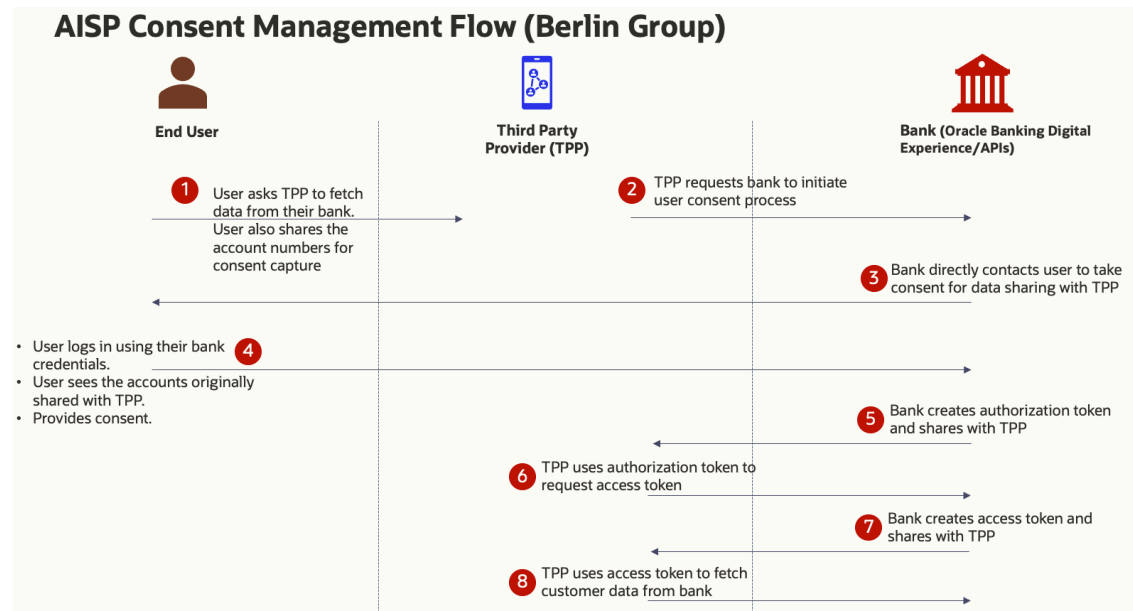 AISP Consent Management Flow (Berlin Group)
End User
Third Party
Provider (TPP)
Bank (Oracle Banking Digital
Experience/APIs)
1
User asks TPP to fetch
data from their bank.
User also shares the
account numbers for
consent capture
2
TPP requests bank to initiate
user consent process
3
Bank directly contacts user to take
consent for data sharing with TPP
4
• User logs in using their bank
credentials.
• User sees the accounts originally
shared with TPP.
• Provides consent.
5
Bank creates authorization token
and shares with TPP
6
TPP uses authorization token to
request access token
7
Bank creates access token and
shares with TPP
8
TPP uses access token to fetch
customer data from bank